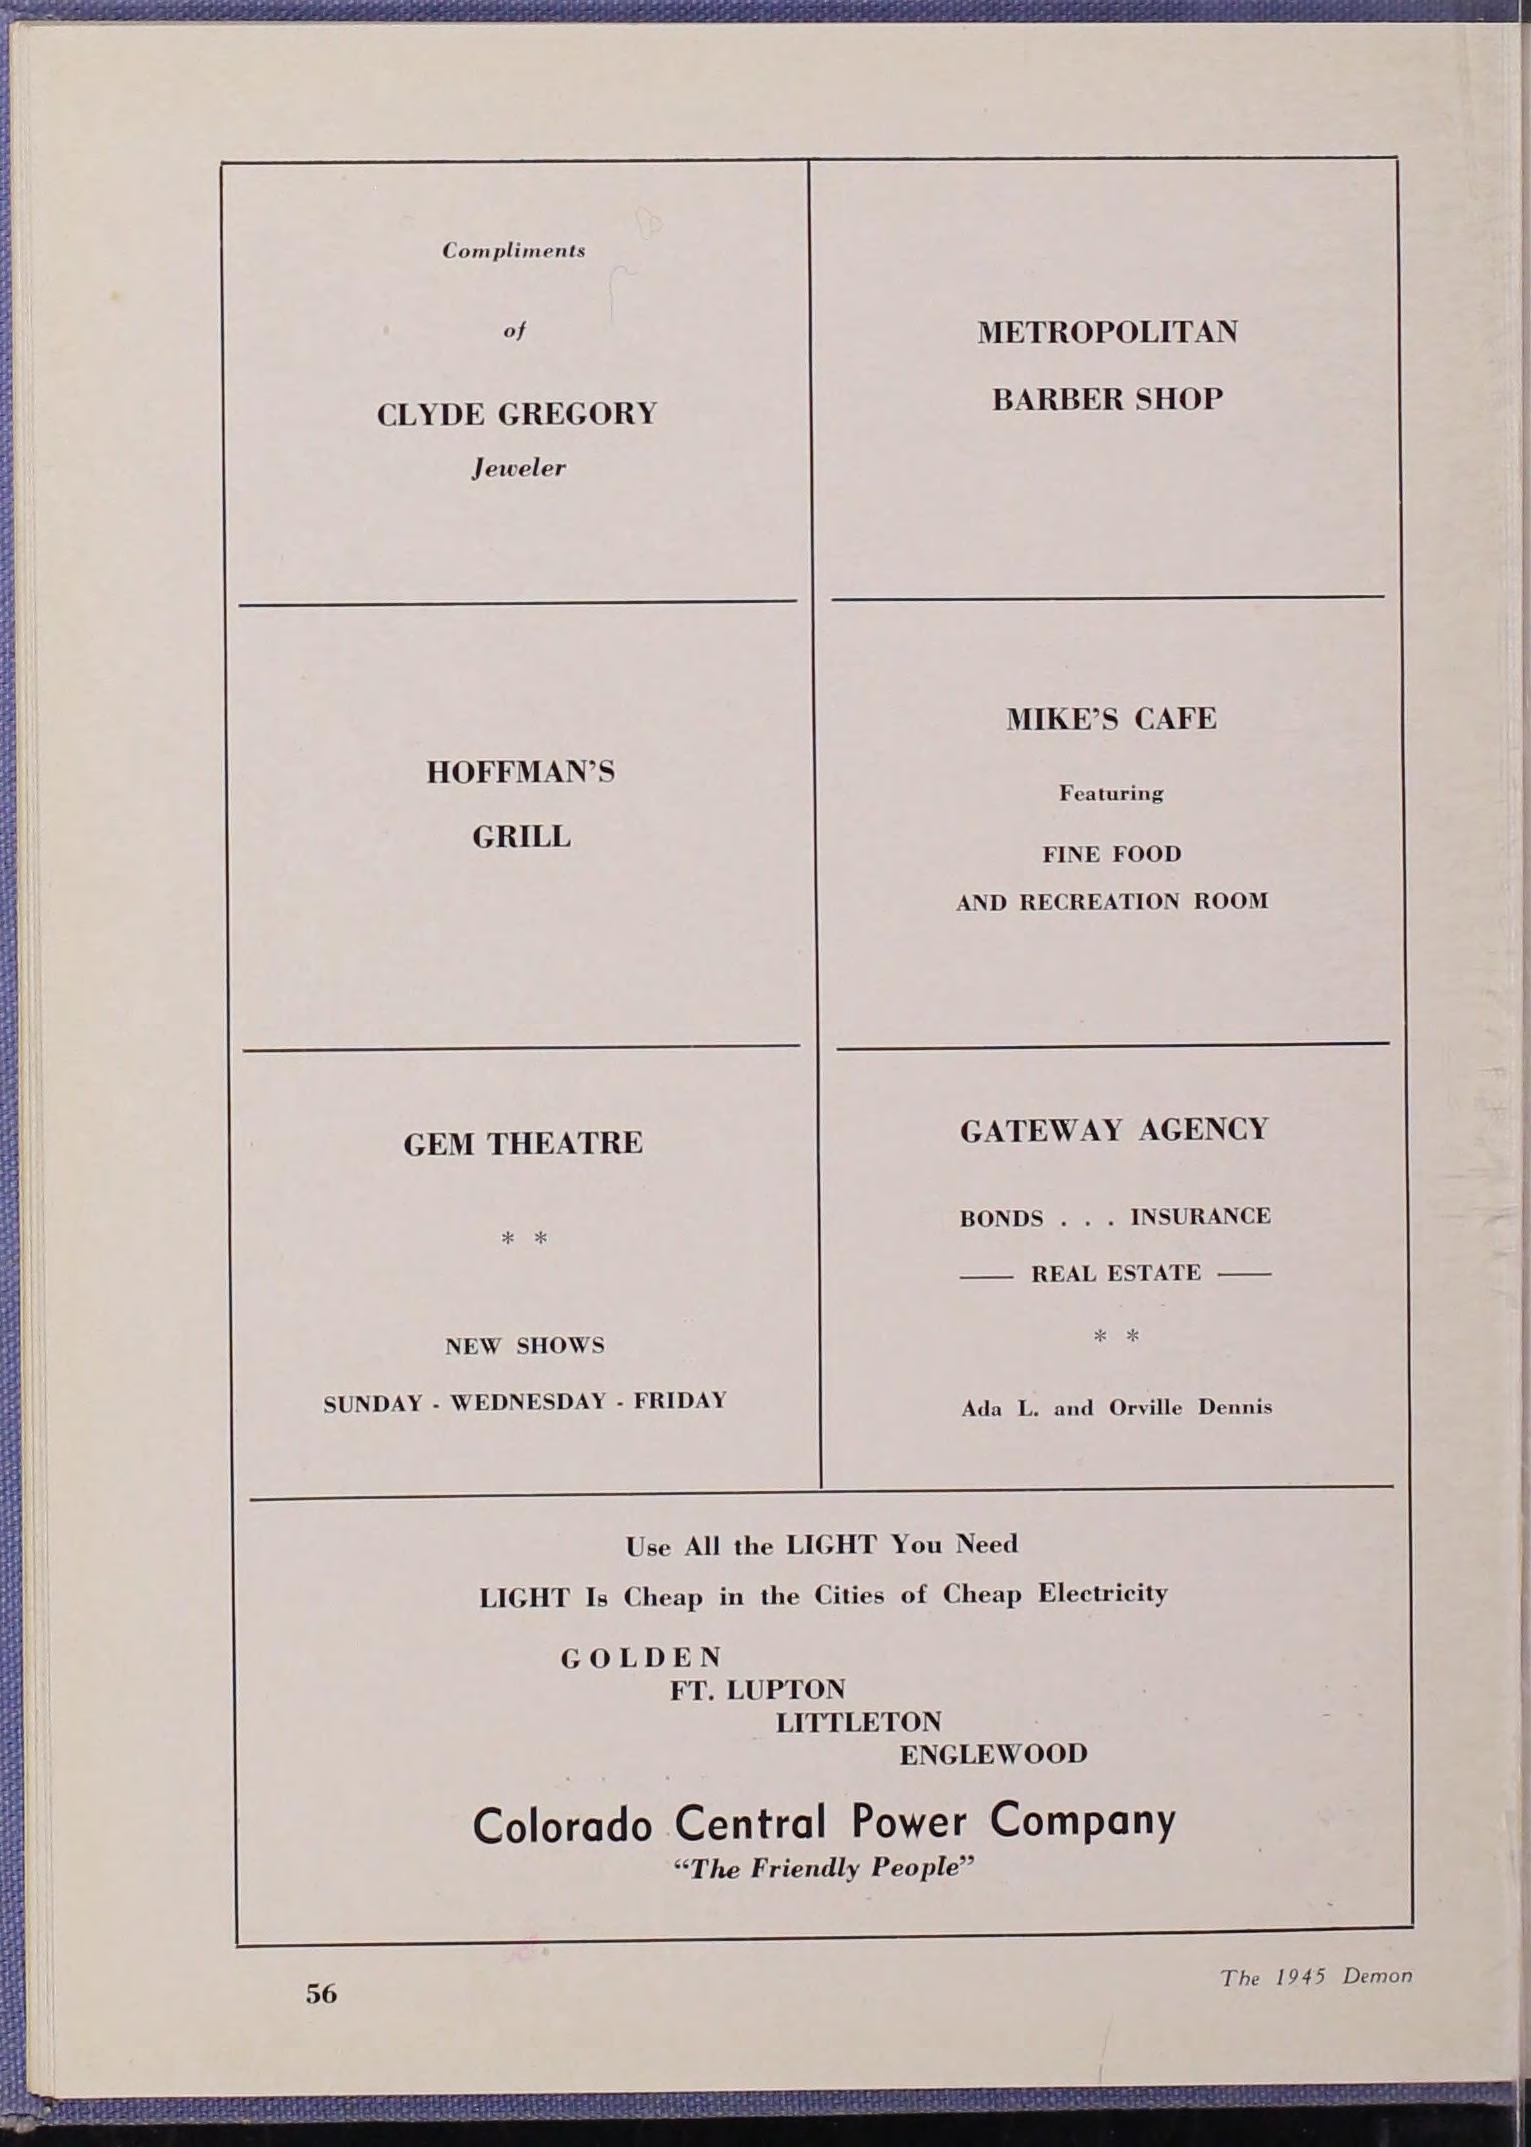 Compliments
of
CLYDE GREGORY
Jeweler
METROPOLITAN
BARBER SHOP
HOFFMAN'S
GRILL
MIKE'S CAFE
Featuring
FINE FOOD
AND RECREATION ROOM
GEM THEATRE
* *
NEW SHOWS
SUNDAY - WEDNESDAY - FRIDAY
GATEWAY AGENCY
BONDS . . . INSURANCE
—— REAL ESTATE ——
* *
Ada L. and Orville Dennis
Use All the LIGHT You Need
LIGHT Is Cheap in the Cities of Cheap Electricity
GOLDEN
FT. LUPTON
LITTLETON
ENGLEWOOD
Colorado Central Power Company
“The Friendly People”
56
The 1945 Demon